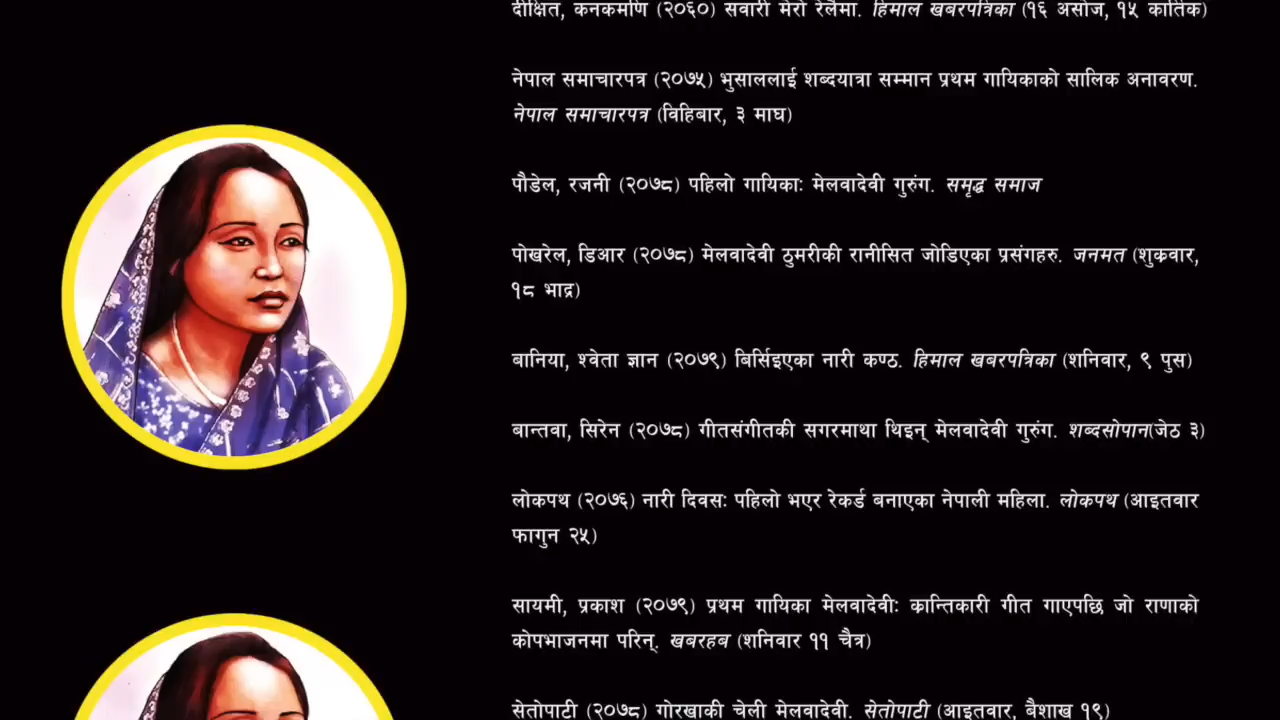 दीक्षित, कनकमणि (२०६०) सवारी मेरो रेलैमा. हिमाल खबरपत्रिका (१६ असोज, १५ कार्तिक)
नेपाल समाचारपत्र (२०७५) भुसाललाई शब्दयात्रा सम्मान प्रथम गायिकाको सालिक अनावरण.
नेपाल समाचारपत्र (विहिबार, ३ माघ)
पौडेल, रजनी (२०७८) पहिलो गायिकाः मेलवादेवी गुरुंग. समृद्ध समाज
पोखरेल, डिआर (२०७८) मेलवादेवी ठुमरीकी रानीसित जोडिएका प्रसंगहरु. जनमत (शुक्रवार,
१८ भाद्र)
बानिया, श्वेता ज्ञान (२०७९) बिर्सिइएका नारी कण्ठ. हिमाल खबरपत्रिका (शनिवार, ९ पुस)
बान्तवा, सिरेन (२०७८) गीतसंगीतकी सगरमाथा थिइन् मेलवादेवी गुरुंग. शब्दसोपान(जेठ ३)
लोकपथ (२०७६) नारी दिवसः पहिलो भएर रेकर्ड बनाएका नेपाली महिला. लोकपथ (आइतवार
फागुन २५)
सायमी, प्रकाश (२०७९) प्रथम गायिका मेलवादेवीः क्रान्तिकारी गीत गाएपछि जो राणाको
कोपभाजनमा परिन्. खबरहब (शनिवार ११ चैत्र)
सेतोपाटी (२०७८) गोरखाकी चेली मेलवादेवी. सेतोपाटी (आइतवार, बैशाख १९)